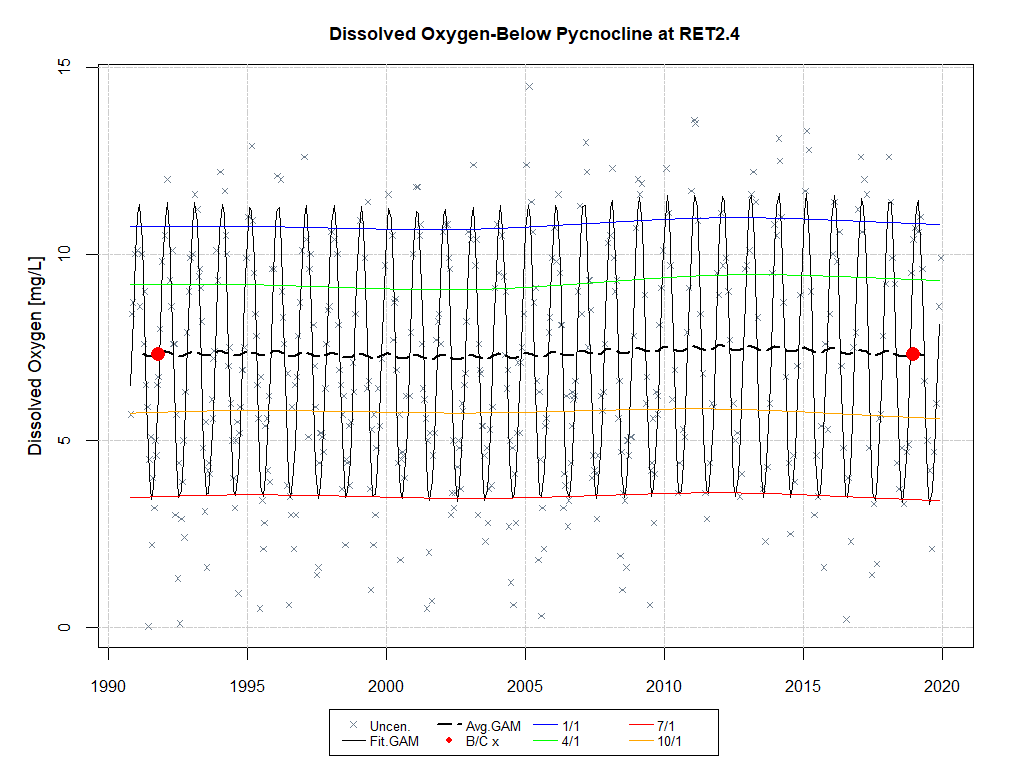 Dissolved Oxygen-Below Pycnocline at RET2.4
Dissolved Oxygen [mg/L]
15
10
5
0
1990 1995 2000 2005 2010 2015 2020
Uncen. Avg.GAM 1/1 7/1
Fit.GAM B/C x 4/1 10/1